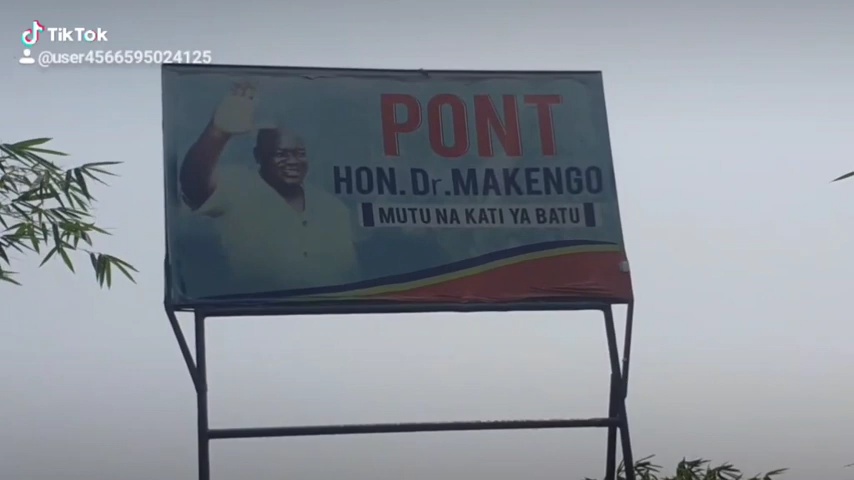 TikTok
@user4566595024125
PONT
HON. Dr. MAKENGO
MUTU NA KATI YA BATU